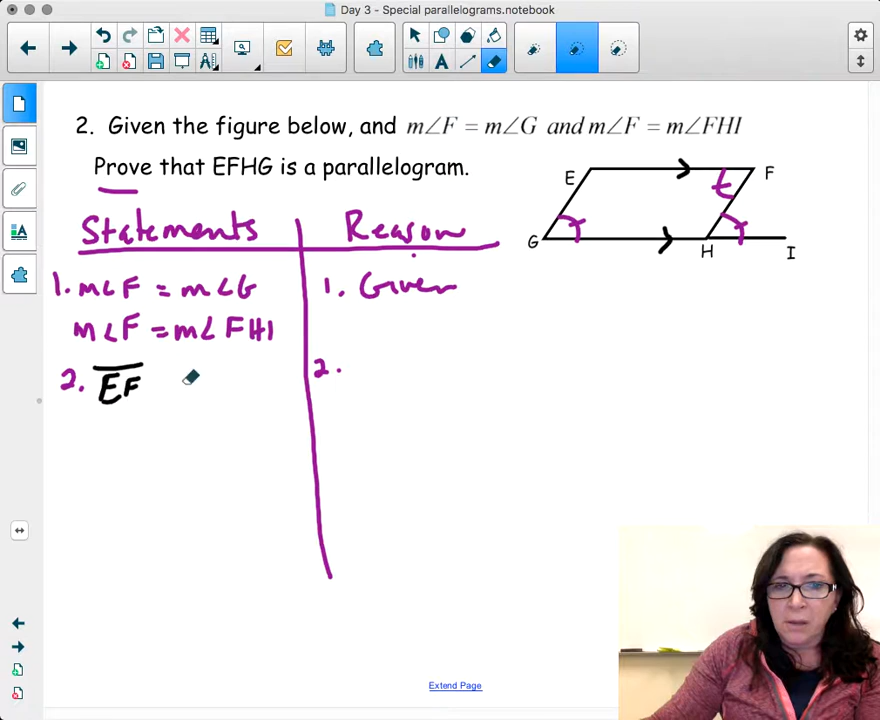 Day 3 - Special parallelograms.notebook
2. Given the figure below, and m∠F = m∠G and m∠F = m∠FHI
Prove that EFHG is a parallelogram.
E
F
G
H
I
Statements
Reason
1. m∠F = m∠G
1. Given
m∠F = m∠FHI
2. EF
2.
Extend Page